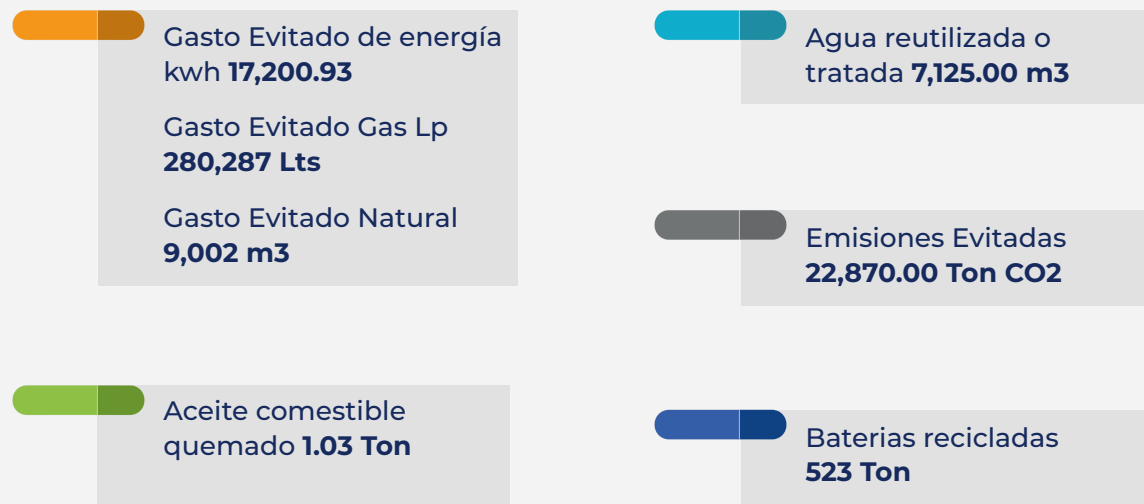 Gasto Evitado de energía
kwh 17,200.93
Gasto Evitado Gas Lp
280,287 Lts
Gasto Evitado Natural
9,002 m3
Agua reutilizada o
tratada 7,125.00 m3
Emisiones Evitadas
22,870.00 Ton CO2
Aceite comestible
quemado 1.03 Ton
Baterias recicladas
523 Ton